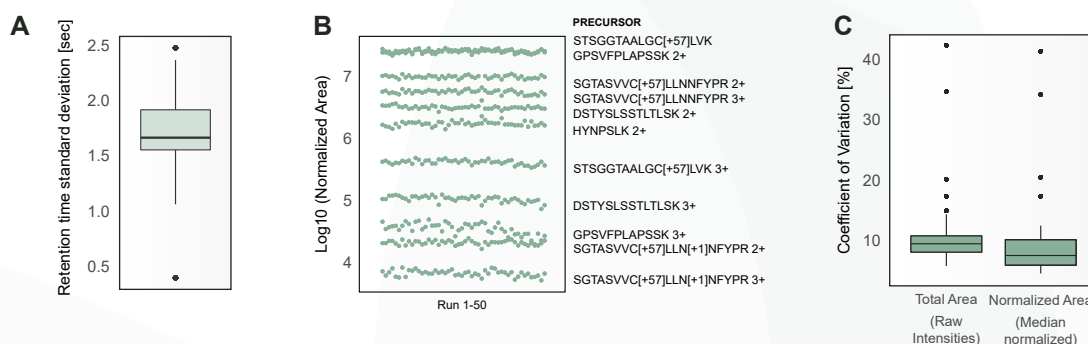 A
Retention time standard deviation [sec]
2.5
2.0
1.5
1.0
0.5
B
Log10 (Normalized Area)
7
6
5
4
Run 1-50
PRECURSOR
STSGGTAALGC[+57]LVK
GPSVFPLAPSSK 2+
SGTASVVC[+57]LLNNFYPR 2+
SGTASVVC[+57]LLNNFYPR 3+
DSTYSLSSTLTLSK 2+
HYNPSLK 2+
STSGGTAALGC[+57]LVK 3+
DSTYSLSSTLTLSK 3+
GPSVFPLAPSSK 3+
SGTASVVC[+57]LLN[+1]NFYPR 2+
SGTASVVC[+57]LLN[+1]NFYPR 3+
C
Coefficient of Variation [%]
40
30
20
10
Total Area
(Raw
Intensities)
Normalized Area
(Median
normalized)